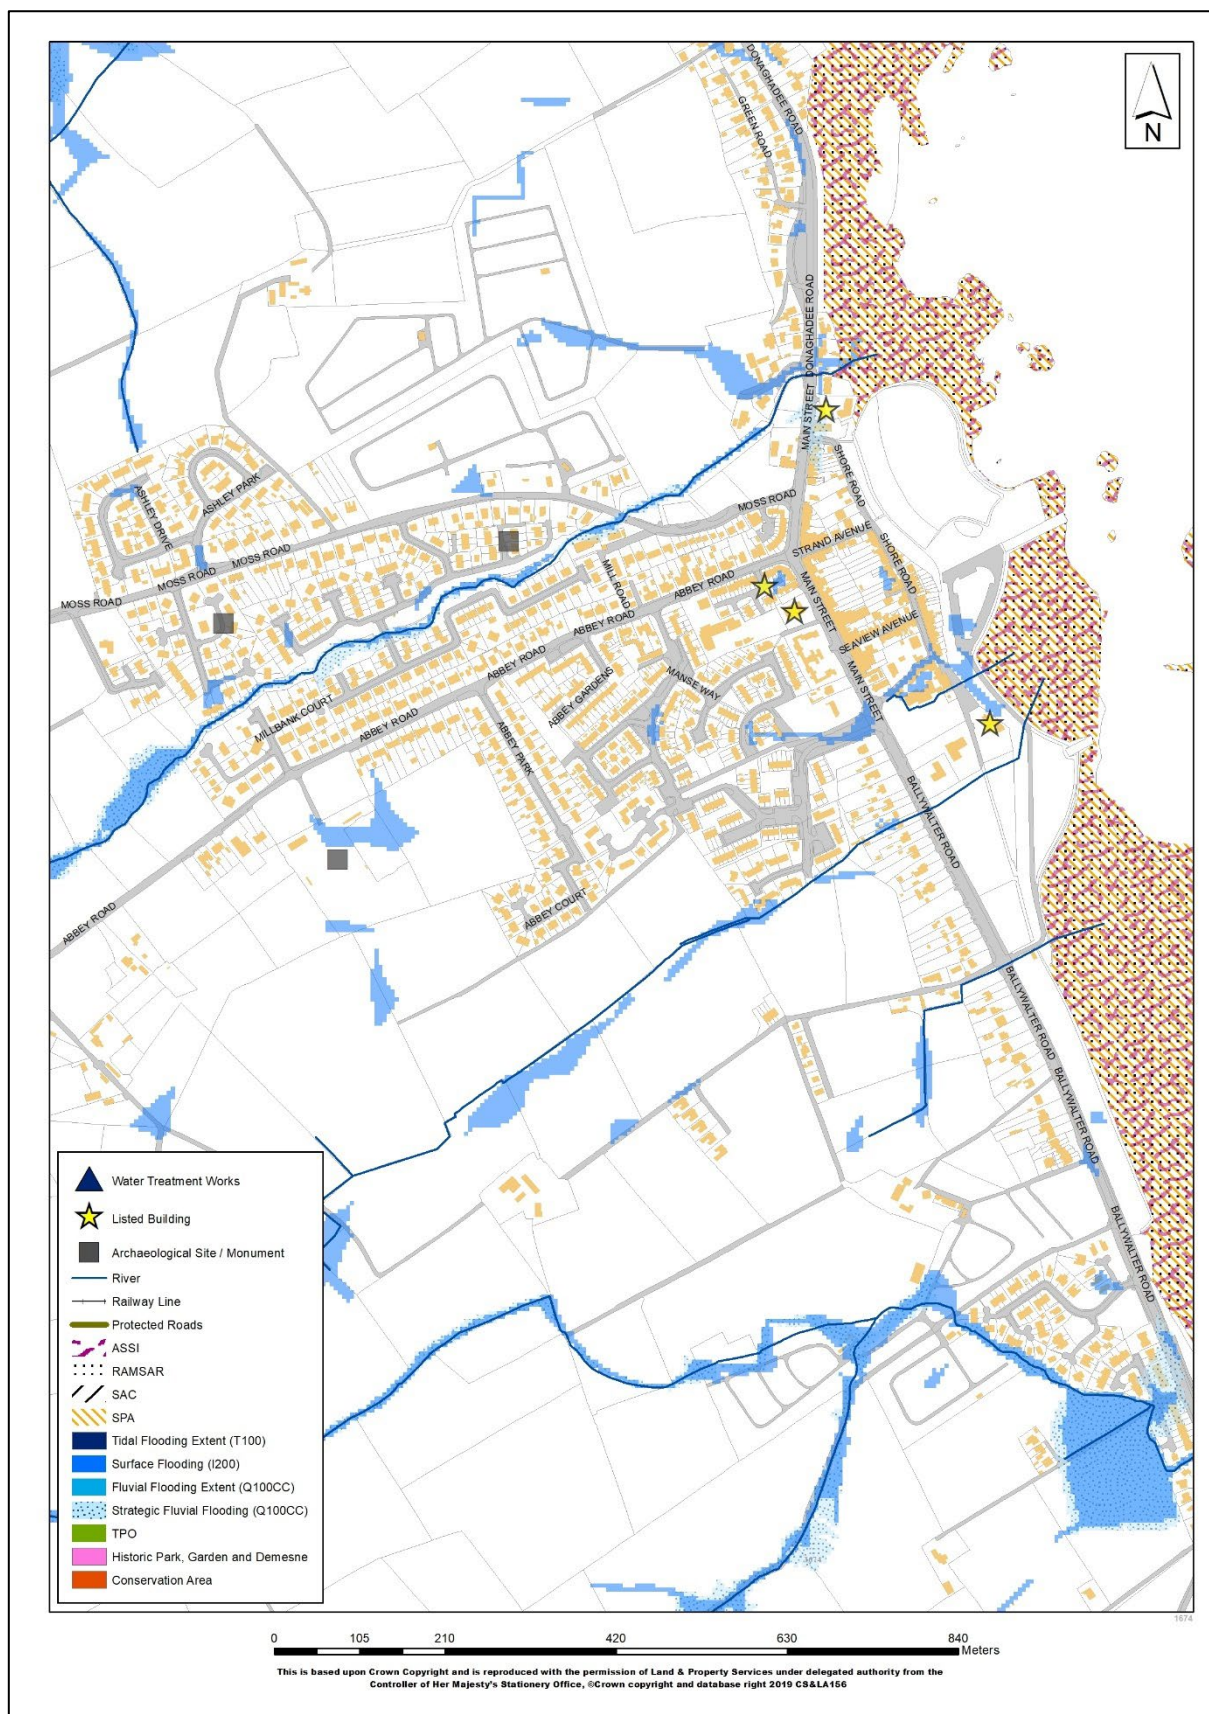 DONAGHADEE ROAD
GREEN ROAD
N
DONAGHADEE ROAD
MAIN STREET
SHORE ROAD
ASHLEY PARK
ASHLEY DRIVE
MOSS ROAD
STRAND AVENUE
SHORE ROAD
MOSS ROAD
MOSS ROAD
MOSS ROAD
MILL ROAD
ABBEY ROAD
MAIN STREET
ABBEY ROAD
SEAVIEW AVENUE
ABBEY ROAD
MANSE WAY
MAIN STREET
ABBEY GARDENS
MILLBANK COURT
ABBEY ROAD
ABBEY PARK
BALLYWALTER ROAD
ABBEY COURT
ABBEY ROAD
BALLYWALTER ROAD
BALLYWALTER ROAD
BALLYWALTER ROAD
Water Treatment Works
Listed Building
Archaeological Site / Monument
River
Railway Line
Protected Roads
ASSI
RAMSAR
SAC
SPA
Tidal Flooding Extent (T100)
Surface Flooding (I200)
Fluvial Flooding Extent (Q100CC)
Strategic Fluvial Flooding (Q100CC)
TPO
Historic Park, Garden and Demesne
Conservation Area
1674
0 105 210 420 630 840
Meters
This is based upon Crown Copyright and is reproduced with the permission of Land & Property Services under delegated authority from the
Controller of Her Majesty's Stationery Office, ©Crown copyright and database right 2019 CS&LA156